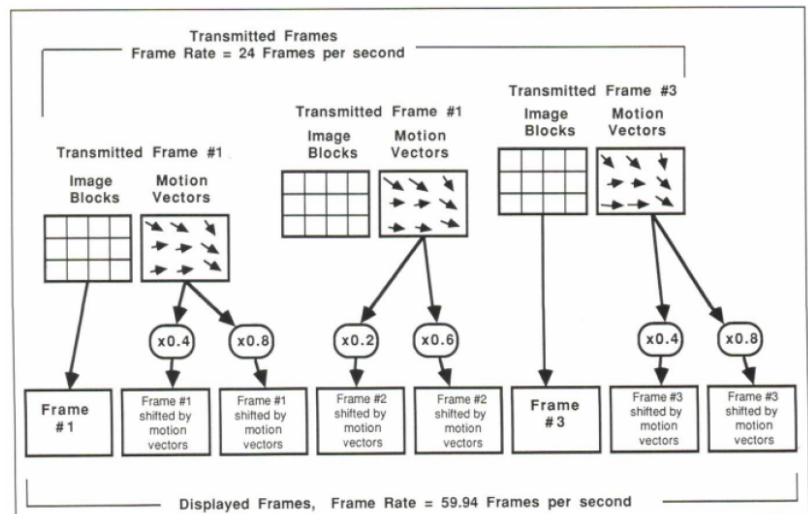 Transmitted Frames
Frame Rate = 24 Frames per second
Transmitted Frame #1
Image
Blocks
Motion
Vectors
Transmitted Frame #1
Image
Blocks
Motion
Vectors
Transmitted Frame #3
Image
Blocks
Motion
Vectors
x0.4
x0.8
x0.2
x0.6
x0.4
x0.8
Frame
#1
Frame #1
shifted by
motion
vectors
Frame #1
shifted by
motion
vectors
Frame #2
shifted by
motion
vectors
Frame #2
shifted by
motion
vectors
Frame
#3
Frame #3
shifted by
motion
vectors
Frame #3
shifted by
motion
vectors
Displayed Frames, Frame Rate = 59.94 Frames per second